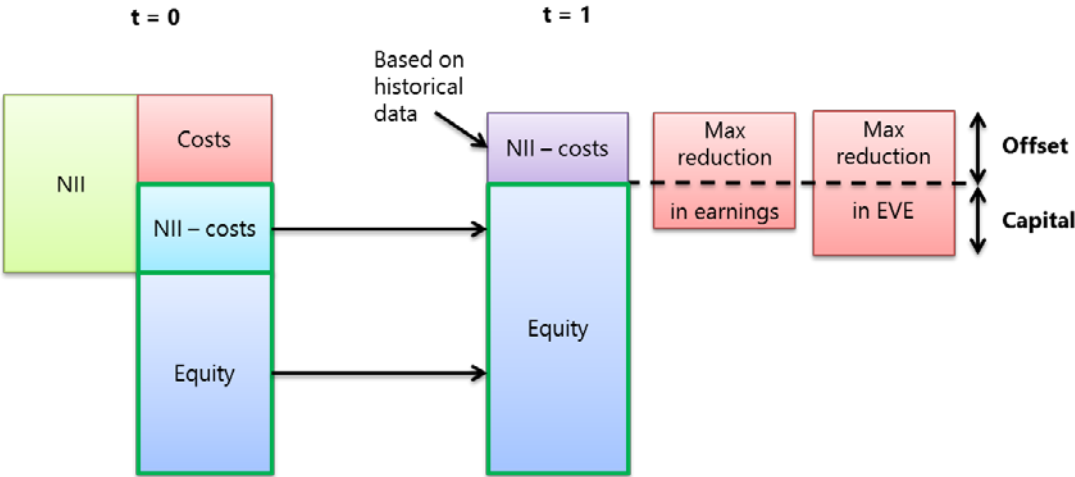 t = 0
t = 1
Based on
historical
data
NII
Costs
NII – costs
Equity
NII – costs
Equity
Max
reduction
in earnings
Max
reduction
in EVE
Offset
Capital